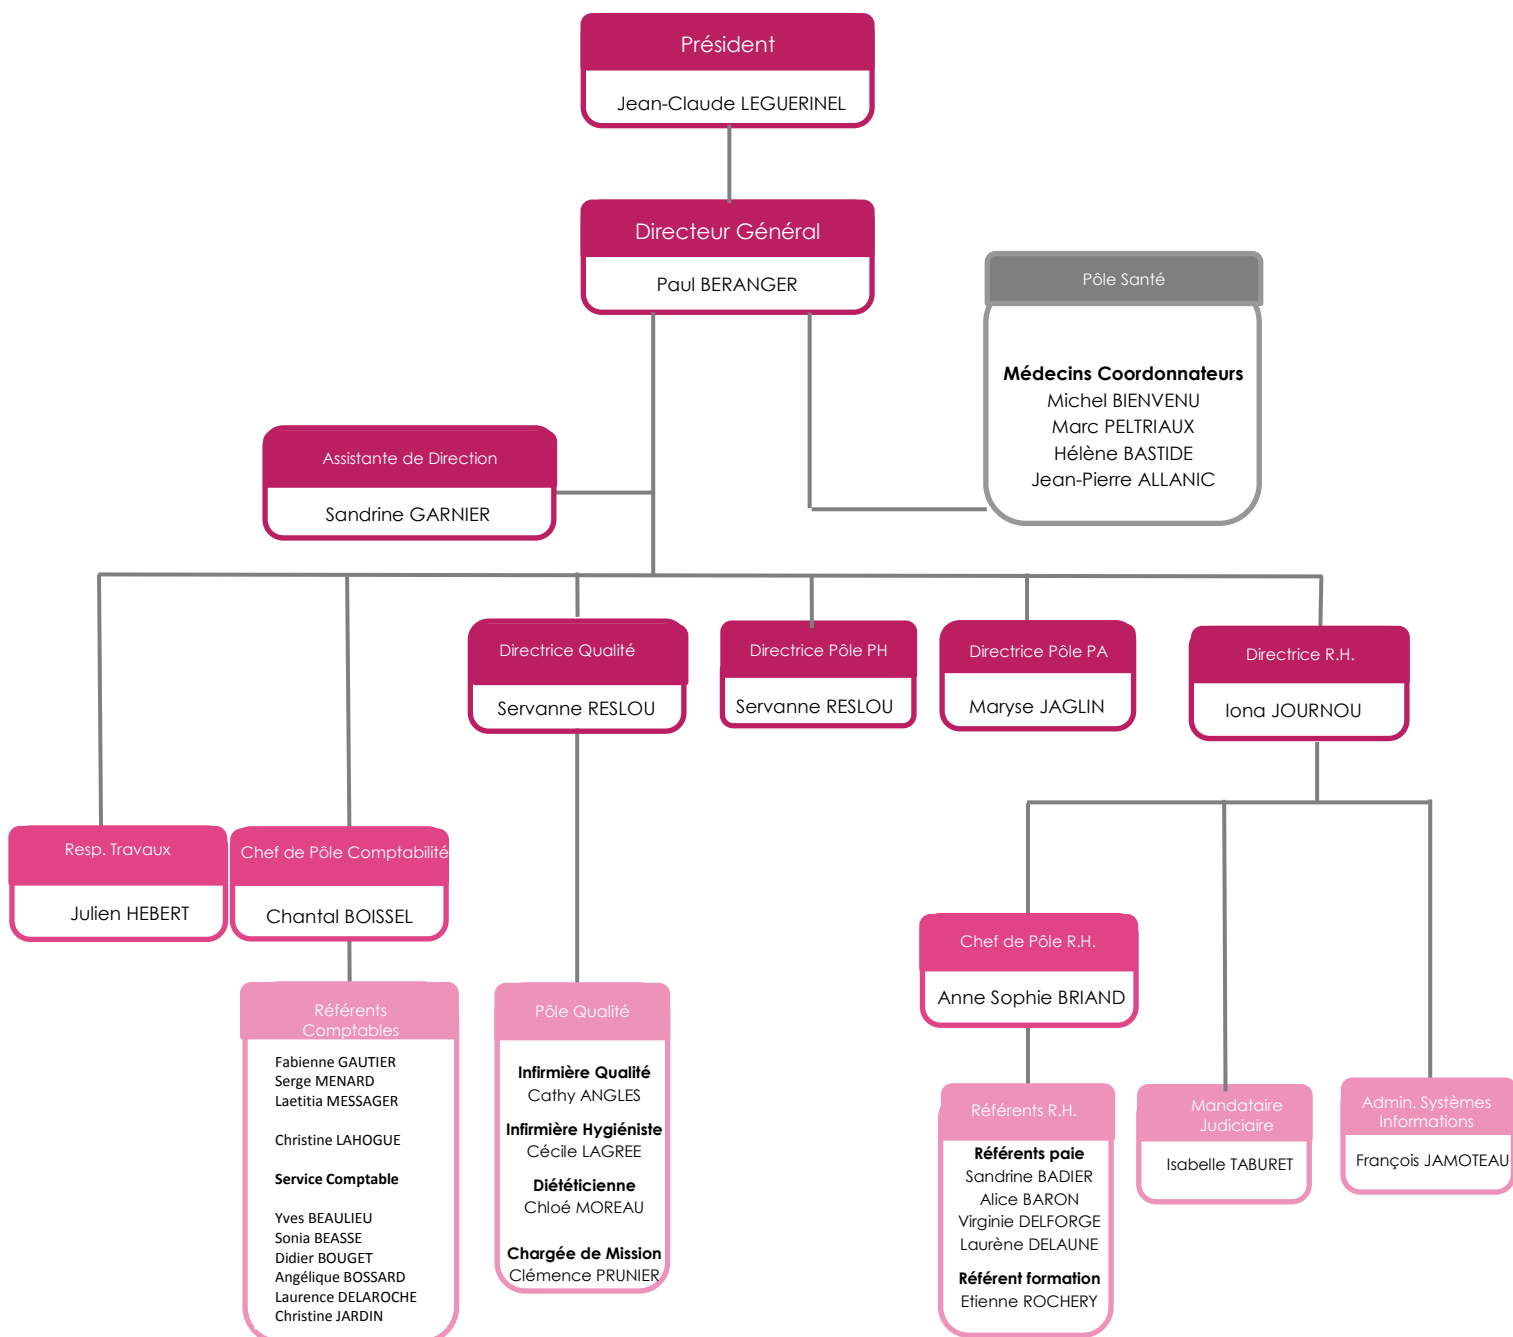 Président
Jean-Claude LEGUERINEL
Directeur Général
Paul BERANGER
Pôle Santé
Médecins Coordonnateurs
Michel BIENVENU
Marc PELTRIAUX
Hélène BASTIDE
Jean-Pierre ALLANIC
Assistante de Direction
Sandrine GARNIER
Directrice Qualité
Servanne RESLOU
Directrice Pôle PH
Servanne RESLOU
Directrice Pôle PA
Maryse JAGLIN
Directrice R.H.
Iona JOURNOU
Resp. Travaux
Julien HEBERT
Chef de Pôle Comptabilité
Chantal BOISSEL
Chef de Pôle R.H.
Anne Sophie BRIAND
Référents
Comptables
Fabienne GAUTIER
Serge MENARD
Laetitia MESSAGER
Christine LAHOGUE
Service Comptable
Yves BEAULIEU
Sonia BEASSE
Didier BOUGET
Angélique BOSSARD
Laurence DELAROCHE
Christine JARDIN
Pôle Qualité
Infirmière Qualité
Cathy ANGLES
Infirmière Hygiéniste
Cécile LAGREE
Diététicienne
Chloé MOREAU
Chargée de Mission
Clémence PRUNIER
Référents R.H.
Référents paie
Sandrine BADIER
Alice BARON
Virginie DELFORGE
Laurène DELAUNE
Référent formation
Etienne ROCHERY
Mandataire
Judiciaire
Isabelle TABURET
Admin. Systèmes
Informations
François JAMOTEAU